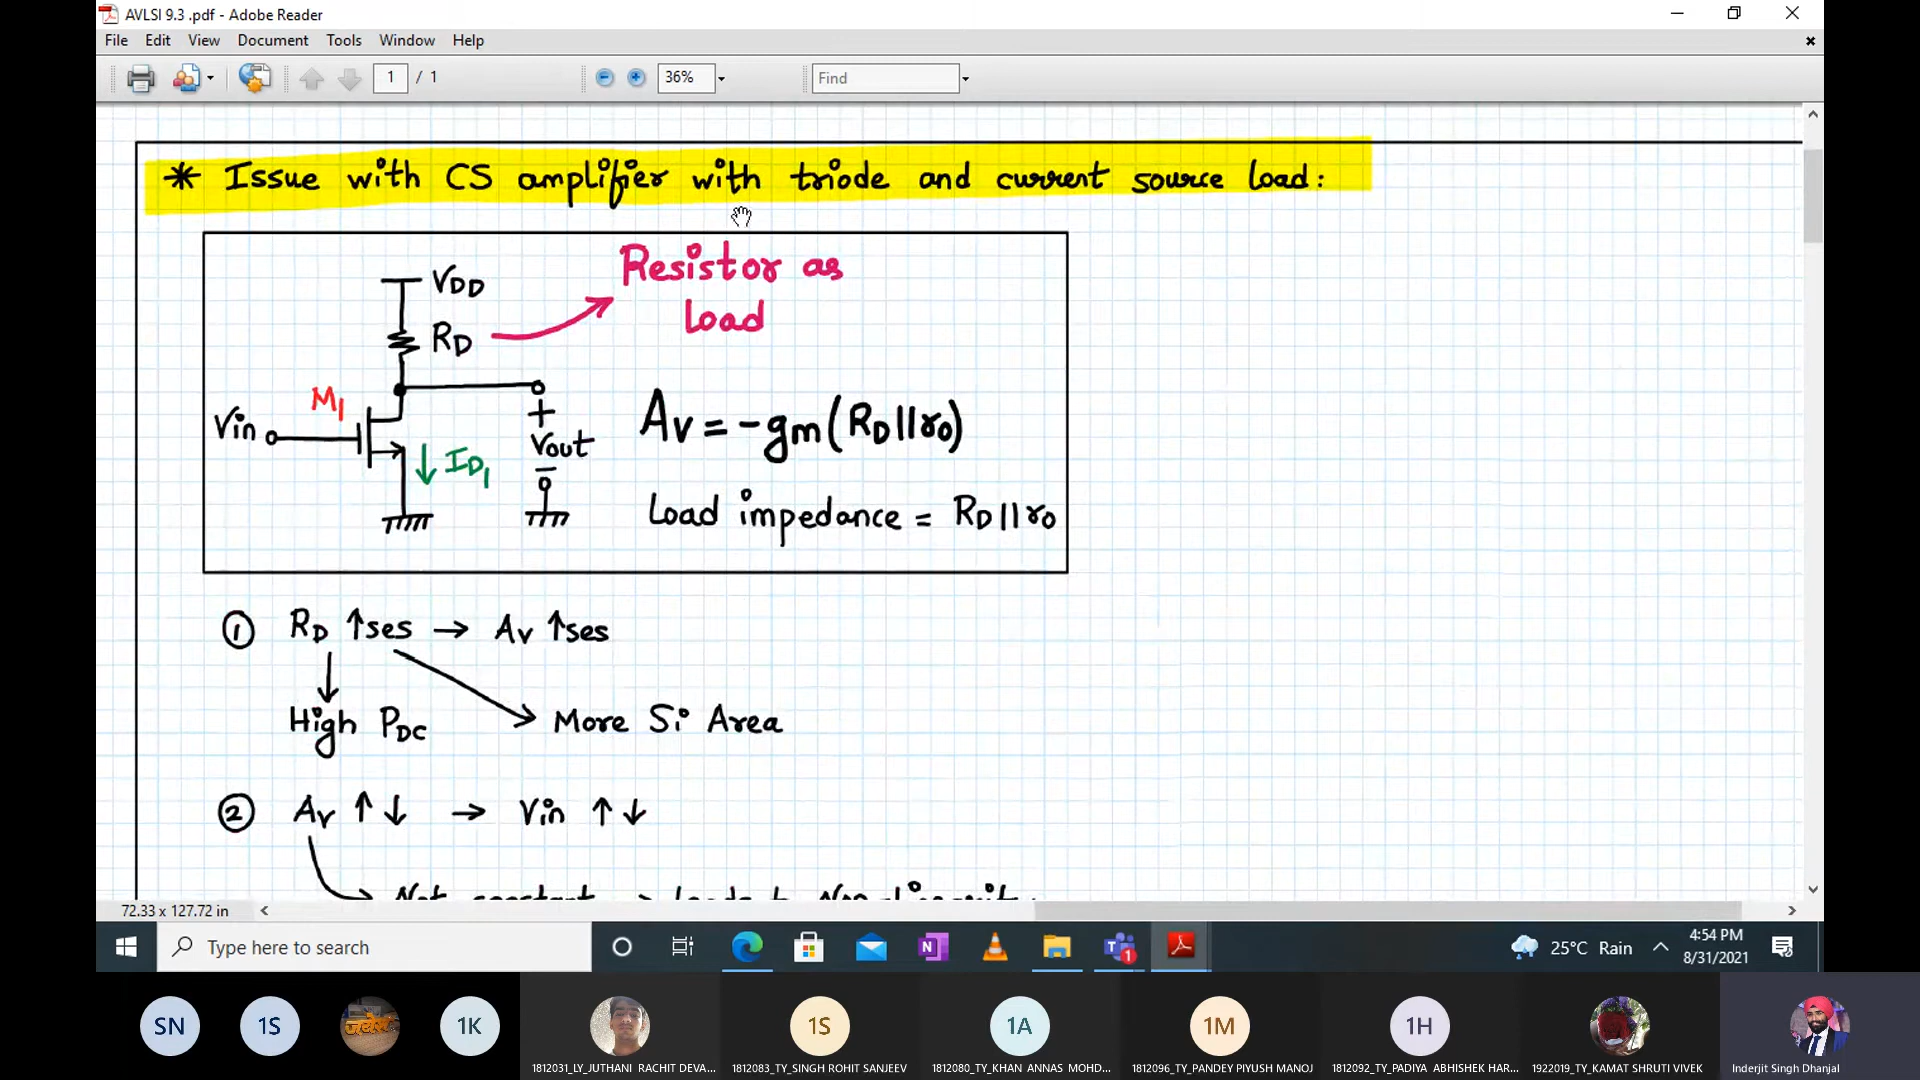 AVLSI 9.3 .pdf - Adobe Reader
File Edit View Document Tools Window Help
1 / 1 36% Find
* Issue with CS amplifier with triode and current source load:
Resistor as
load
VDD
RD
M1
Vin
ID1
+
Vout
-
Av = -gm(RD||r0)
Load impedance = RD||r0
① RD ↑ses → Av ↑ses
High PDC
More Si Area
② Av ↑↓ → Vin ↑↓
72.33 x 127.72 in
Type here to search
1
25°C Rain
4:54 PM
8/31/2021
SN 1S 1K 1S 1A 1M 1H
1812031_LY_JUTHANI RACHIT DEVA...
1812083_TY_SINGH ROHIT SANJEEV
1812080_TY_KHAN ANNAS MOHD...
1812096_TY_PANDEY PIYUSH MANOJ
1812092_TY_PADIYA ABHISHEK HAR...
1922019_TY_KAMAT SHRUTI VIVEK
Inderjit Singh Dhanjal